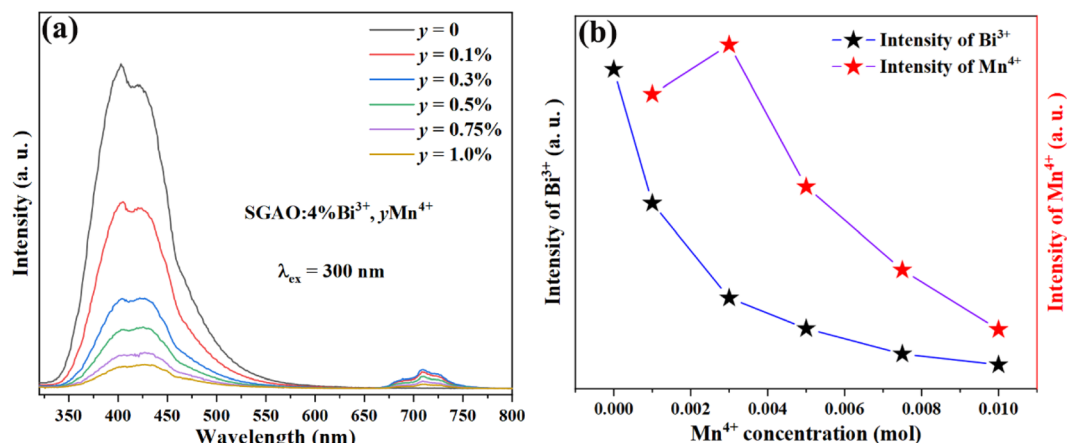 (a)
y = 0
y = 0.1%
y = 0.3%
y = 0.5%
y = 0.75%
y = 1.0%
SGAO:4%Bi³⁺, yMn⁴⁺
λex = 300 nm
Intensity (a. u.)
350 400 450 500 550 600 650 700 750 800
Wavelength (nm)
(b)
Intensity of Bi³⁺
Intensity of Mn⁴⁺
Intensity of Bi³⁺ (a. u.)
Intensity of Mn⁴⁺ (a. u.)
0.000 0.002 0.004 0.006 0.008 0.010
Mn⁴⁺ concentration (mol)